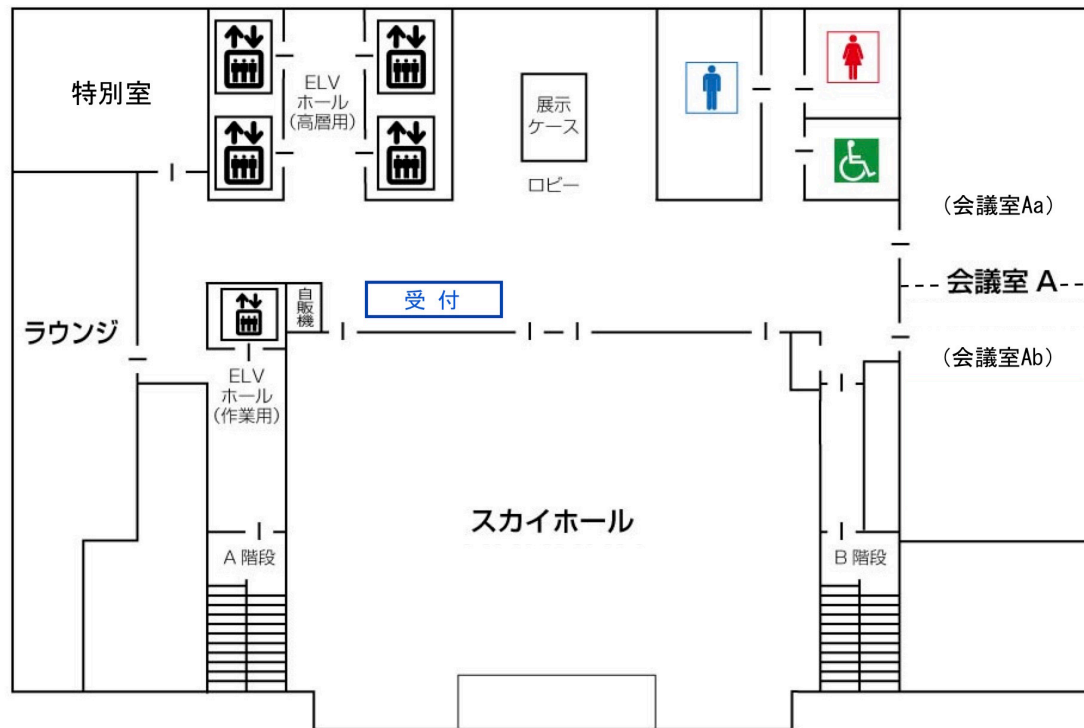 特別室
ELV
ホール
(高層用)
展示
ケース
ロビー
(会議室Aa)
会議室 A
(会議室Ab)
自販機
受 付
ラウンジ
ELV
ホール
(作業用)
スカイホール
A 階段
B 階段